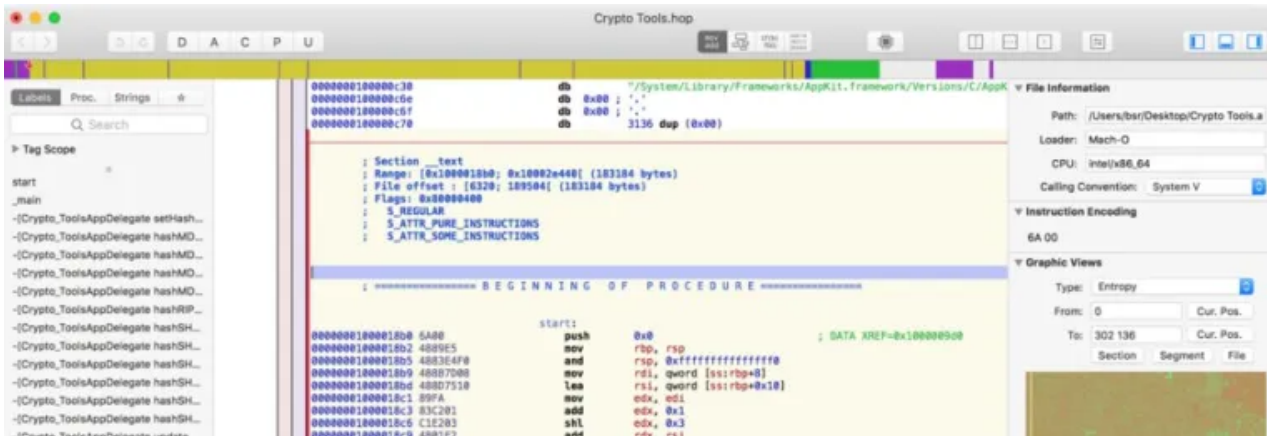 Crypto Tools.hop
D A C P U
Labels Proc. Strings
Search
Tag Scope
start
_main
-[Crypto_ToolsAppDelegate setHash...
-[Crypto_ToolsAppDelegate hashMD...
-[Crypto_ToolsAppDelegate hashMD...
-[Crypto_ToolsAppDelegate hashMD...
-[Crypto_ToolsAppDelegate hashMD...
-[Crypto_ToolsAppDelegate hashRIP...
-[Crypto_ToolsAppDelegate hashSH...
-[Crypto_ToolsAppDelegate hashSH...
-[Crypto_ToolsAppDelegate hashSH...
-[Crypto_ToolsAppDelegate hashSH...
-[Crypto_ToolsAppDelegate hashSH...
-[Crypto_ToolsAppDelegate hashSH...
0000000100000c30 db "/System/Library/Frameworks/AppKit.framework/Versions/C/AppK
0000000100000c6e db 0x00 ; '.'
0000000100000c6f db 0x00 ; '.'
0000000100000c70 db 3136 dup (0x00)
; Section __text
; Range: [0x1000018b0; 0x10002e440[ (183184 bytes)
; File offset : [6320; 189504[ (183184 bytes)
; Flags: 0x80000400
; S_REGULAR
; S_ATTR_PURE_INSTRUCTIONS
; S_ATTR_SOME_INSTRUCTIONS
; ================ B E G I N N I N G   O F   P R O C E D U R E ================
start:
00000001000018b0 6A00 push 0x0 ; DATA XREF=0x1000009d0
00000001000018b2 4889E5 mov rbp, rsp
00000001000018b5 4883E4F0 and rsp, 0xfffffffffffffff0
00000001000018b9 488B7D08 mov rdi, qword [ss:rbp+8]
00000001000018bd 488D7510 lea rsi, qword [ss:rbp+0x10]
00000001000018c1 89FA mov edx, edi
00000001000018c3 83C201 add edx, 0x1
00000001000018c6 C1E203 shl edx, 0x3
File Information
Path: /Users/bsr/Desktop/Crypto Tools.a
Loader: Mach-O
CPU: intel/x86_64
Calling Convention: System V
Instruction Encoding
6A 00
Graphic Views
Type: Entropy
From: 0 Cur. Pos.
To: 302 136 Cur. Pos.
Section Segment File